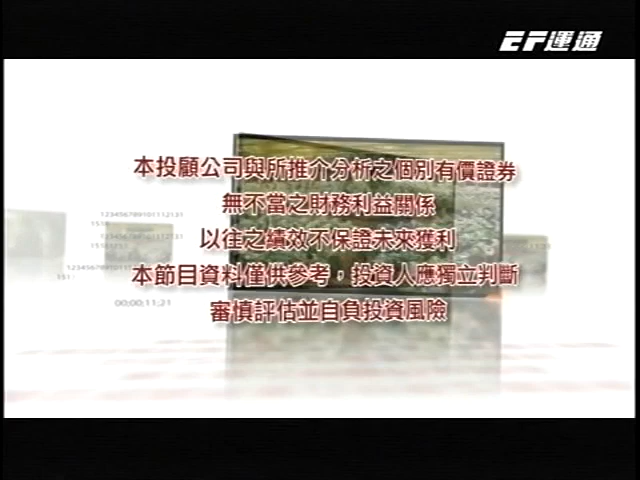 EF運通
本投顧公司與所推介分析之個別有價證券
無不當之財務利益關係
以往之績效不保證未來獲利
本節目資料僅供參考，投資人應獨立判斷
審慎評估並自負投資風險
123456789101112131
00;00;11;21